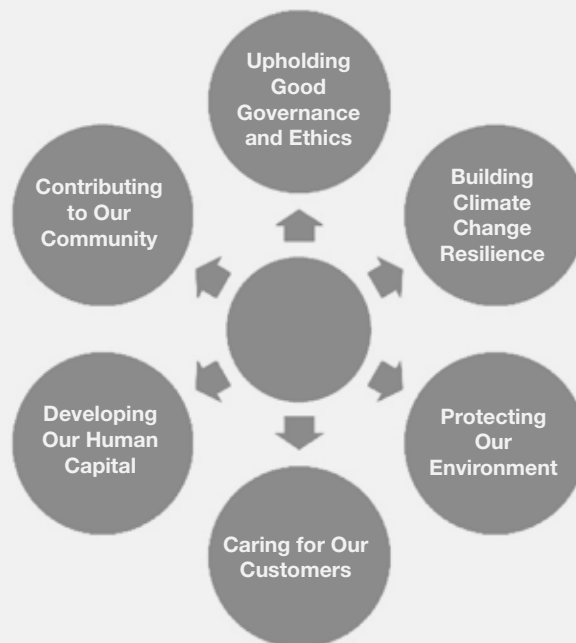 Upholding
Good
Governance
and Ethics
Building
Climate
Change
Resilience
Protecting
Our
Environment
Caring for Our
Customers
Developing
Our Human
Capital
Contributing
to Our
Community